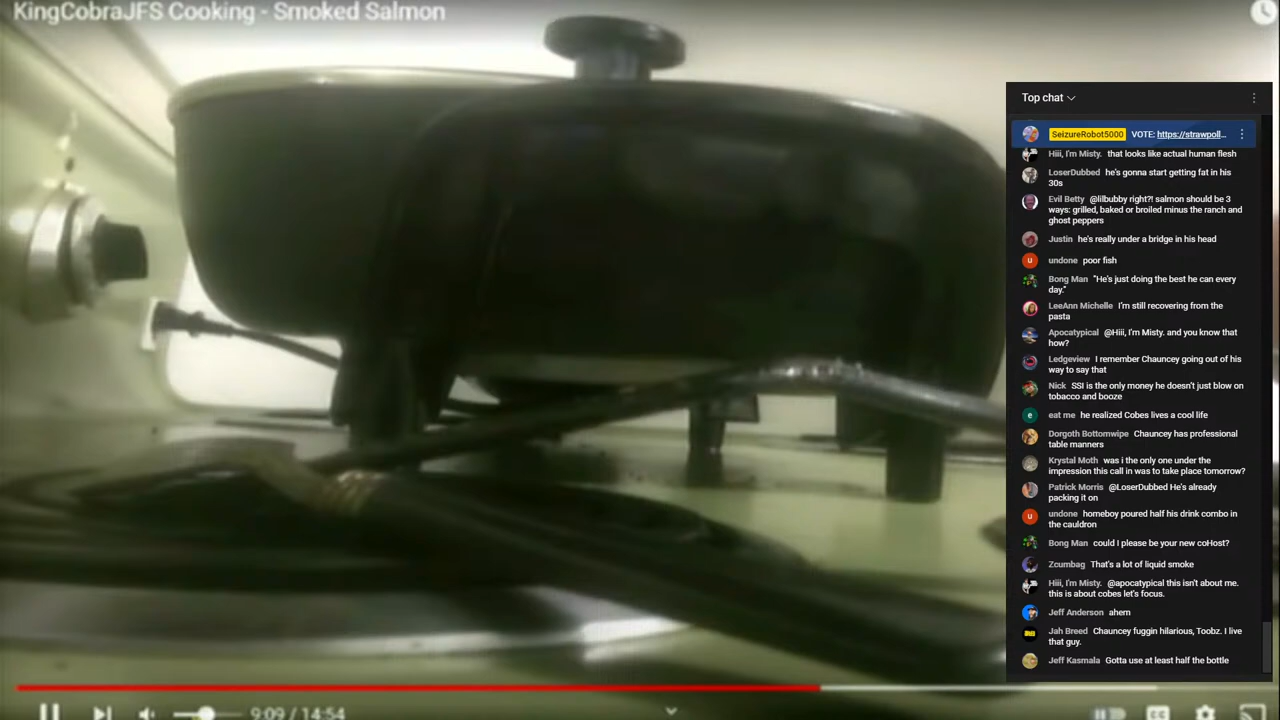 KingCobraJFS Cooking - Smoked Salmon
Top chat
SeizureRobot5000 VOTE: https://strawpoll...
Hiii, I'm Misty. that looks like actual human flesh
LoserDubbed he's gonna start getting fat in his
30s
Evil Betty @lilbubby right?! salmon should be 3
ways: grilled, baked or broiled minus the ranch and
ghost peppers
Justin he's really under a bridge in his head
u undone poor fish
Bong Man "He's just doing the best he can every
day."
LeeAnn Michelle I'm still recovering from the
pasta
Apocatypical @Hiii, I'm Misty. and you know that
how?
Ledgeview I remember Chauncey going out of his
way to say that
Nick SSI is the only money he doesn't just blow on
tobacco and booze
e eat me he realized Cobes lives a cool life
Dorgoth Bottomwipe Chauncey has professional
table manners
Krystal Moth was i the only one under the
impression this call in was to take place tomorrow?
Patrick Morris @LoserDubbed He's already
packing it on
u undone homeboy poured half his drink combo in
the cauldron
Bong Man could I please be your new coHost?
Zcumbag That's a lot of liquid smoke
Hiii, I'm Misty. @apocatypical this isn't about me.
this is about cobes let's focus.
Jeff Anderson ahem
Jah Breed Chauncey fuggin hilarious, Toobz. I live
that guy.
Jeff Kasmala Gotta use at least half the bottle
9:09 / 14:54
CC